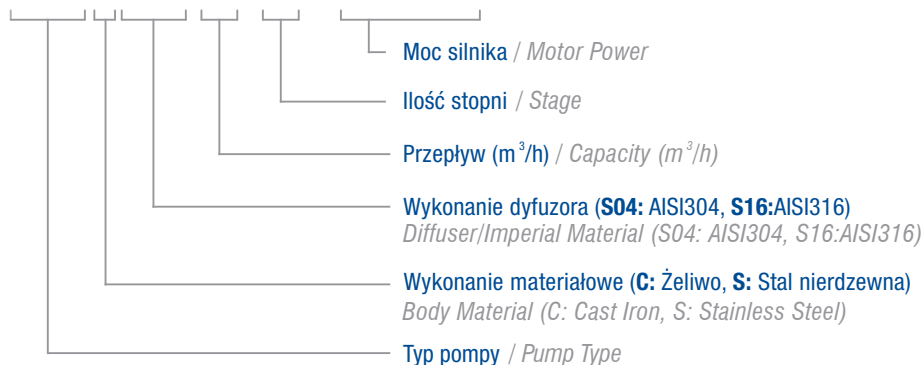 Moc silnika / Motor Power
Ilość stopni / Stage
Przepływ (m³/h) / Capacity (m³/h)
Wykonanie dyfuzora (S04: AISI304, S16:AISI316)
Diffuser/Imperial Material (S04: AISI304, S16:AISI316)
Wykonanie materiałowe (C: Żeliwo, S: Stal nierdzewna)
Body Material (C: Cast Iron, S: Stainless Steel)
Typ pompy / Pump Type